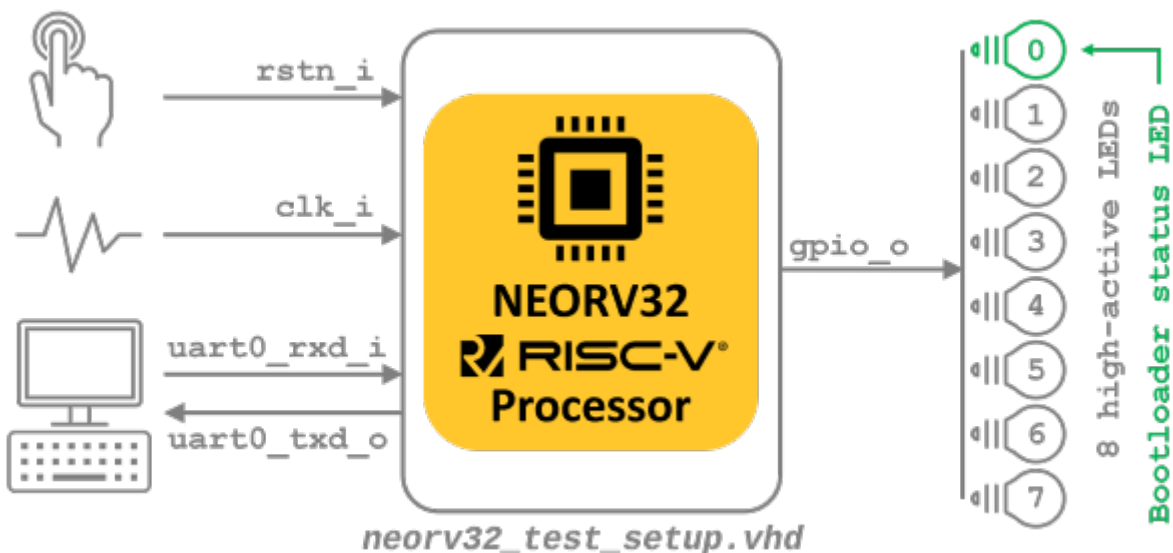 rstn_i
clk_i
uart0_rxd_i
uart0_txd_o
NEORV32
RISC-V®
Processor
neorv32_test_setup.vhd
gpio_o
0
1
2
3
4
5
6
7
8 high-active LEDs
Bootloader status LED